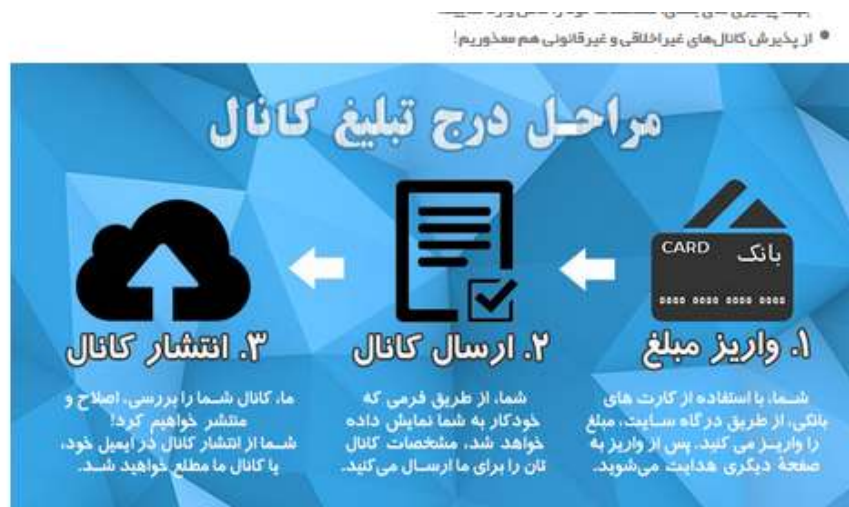 از پذیرش کانال‌های غیراخلاقی و غیرقانونی هم معذوریم!
مراحل درج تبلیغ کانال
بانک CARD
0000 0000 0000 0000
۱. واریز مبلغ
شما، با استفاده از کارت های
بانکی، از طریق درگاه سایت، مبلغ
را واریز می کنید. پس از واریز به
صفحهٔ دیگری هدایت می‌شوید.
۲. ارسال کانال
شما، از طریق فرمی که
خودکار به شما نمایش داده
خواهد شد، مشخصات کانال
تان را برای ما ارسال می‌کنید.
۳. انتشار کانال
ما، کانال شما را بررسی، اصلاح و
منتشر خواهیم کرد!
شما از انتشار کانال در ایمیل خود،
یا کانال ما مطلع خواهید شد.